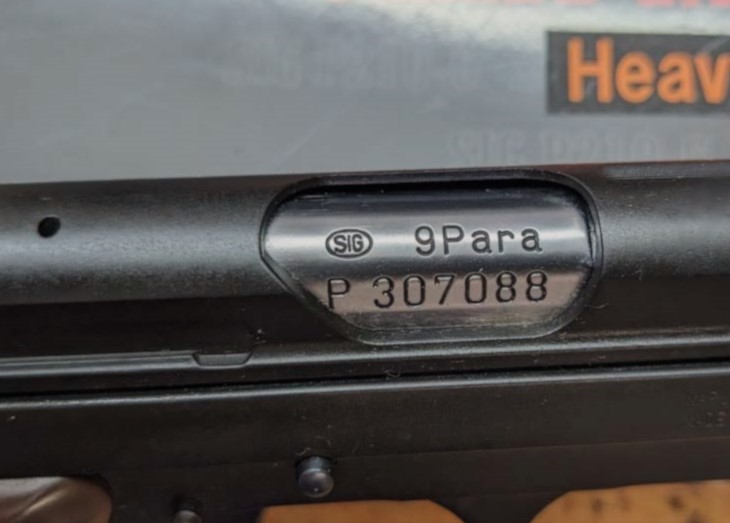 Heav
SIG 9Para
P 307088